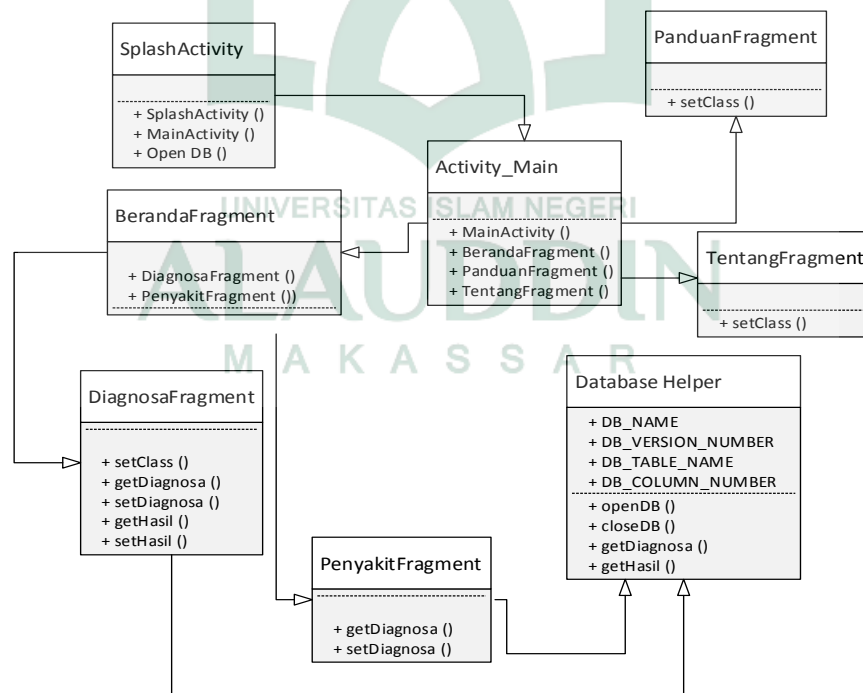 SplashActivity
+ SplashActivity ()
+ MainActivity ()
+ Open DB ()
PanduanFragment
+ setClass ()
Activity_Main
+ MainActivity ()
+ BerandaFragment ()
+ PanduanFragment ()
+ TentangFragment ()
UNIVERSITAS ISLAM NEGERI
ALAUDDIN
MAKASSAR
BerandaFragment
+ DiagnosaFragment ()
+ PenyakitFragment ())
TentangFragment
+ setClass ()
DiagnosaFragment
+ setClass ()
+ getDiagnosa ()
+ setDiagnosa ()
+ getHasil ()
+ setHasil ()
Database Helper
+ DB_NAME
+ DB_VERSION_NUMBER
+ DB_TABLE_NAME
+ DB_COLUMN_NUMBER
+ openDB ()
+ closeDB ()
+ getDiagnosa ()
+ getHasil ()
PenyakitFragment
+ getDiagnosa ()
+ setDiagnosa ()